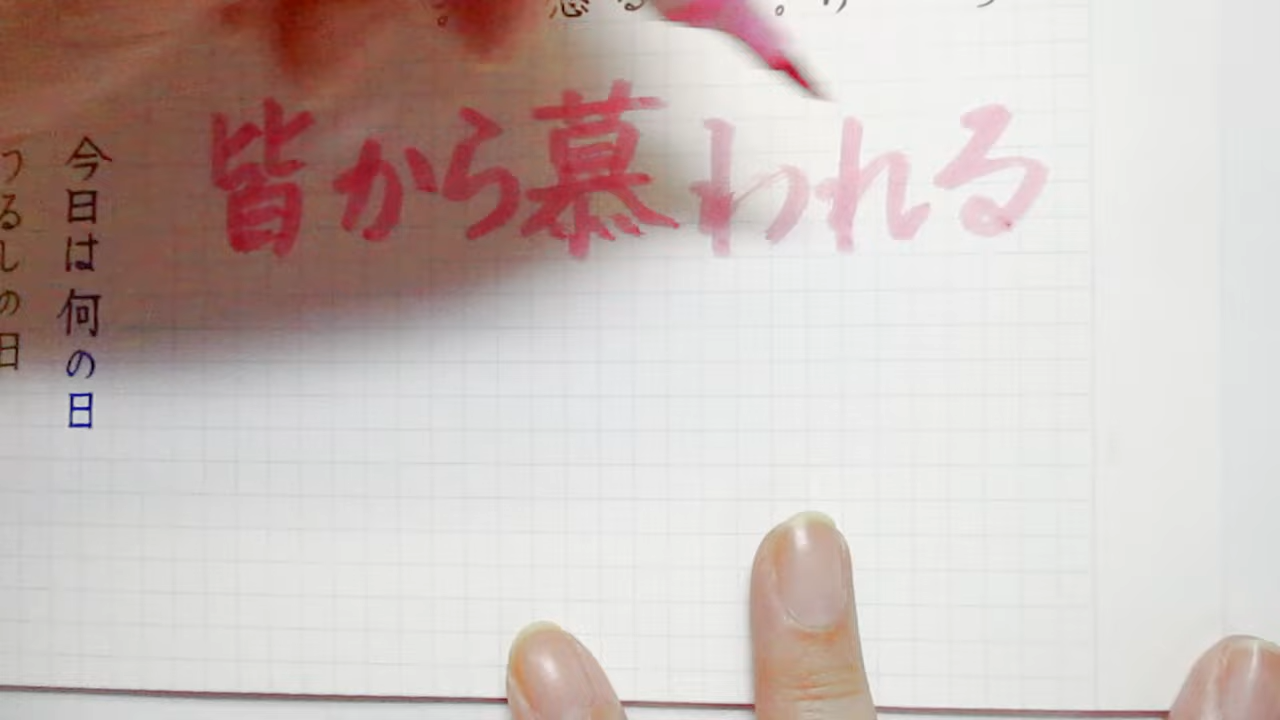 皆から慕われる
今日は何の日
つるしの日